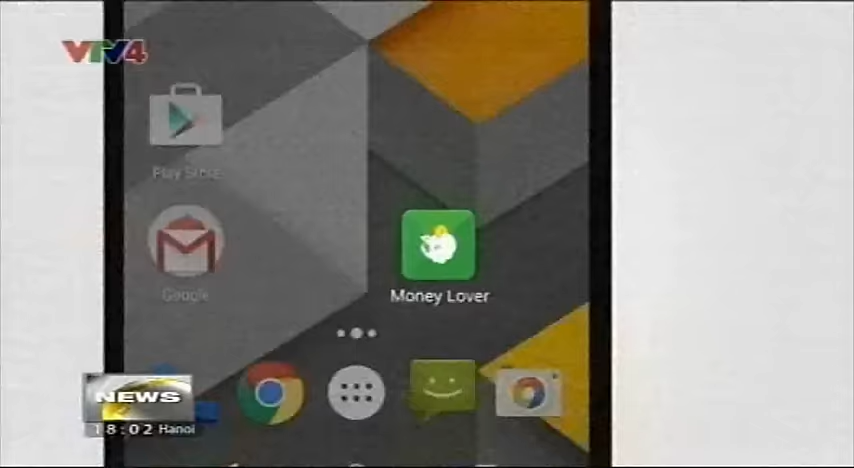 VTV4
Play Store
Google
Money Lover
NEWS
18:02 Hanoi